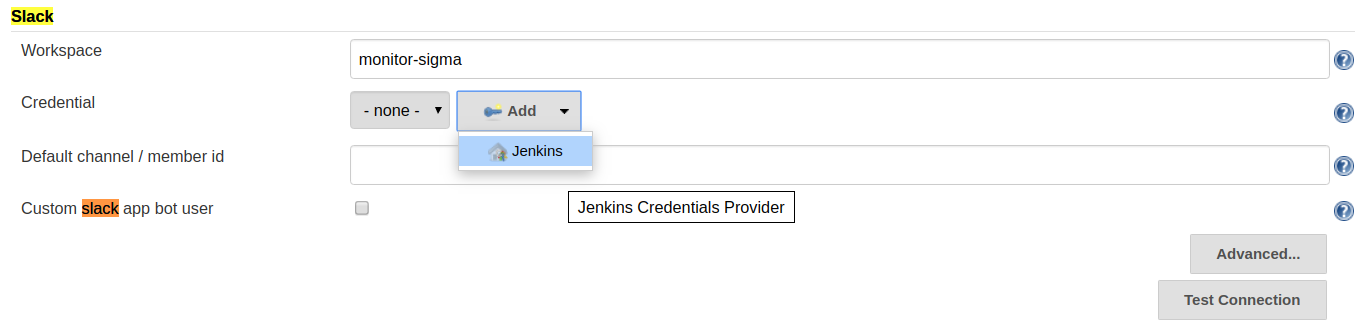 Slack
Workspace
monitor-sigma
Credential
- none -
Add
Jenkins
Default channel / member id
Custom slack app bot user
Jenkins Credentials Provider
Advanced...
Test Connection